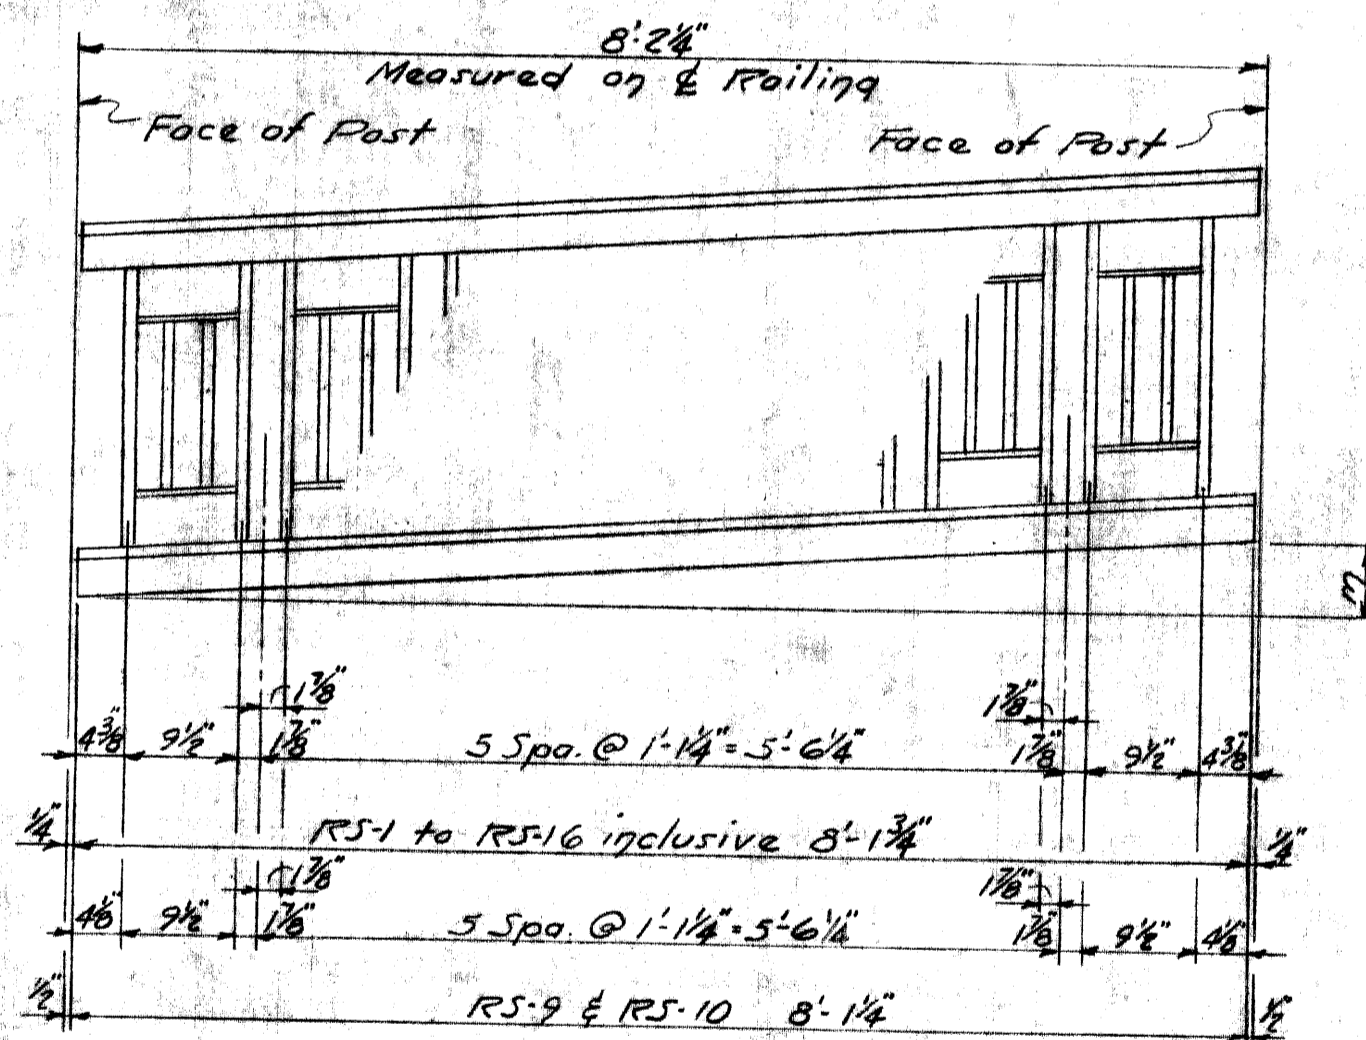 8'-2¼"
Measured on ℄ Railing
Face of Post
Face of Post
1⅞"
1⅞"
4⅜" 9½" 1⅞" 5 Spa. @ 1'-1¼" = 5'-6¼" 1⅞" 9½" 4⅜"
¼" RS-1 to RS-16 inclusive 8'-1¾" ¼"
1⅞"
1⅞"
4⅛" 9½" 1⅞" 5 Spa. @ 1'-1¼" = 5'-6¼" 1⅞" 9½" 4⅛"
½" RS-9 & RS-10 8'-1¼" ½"